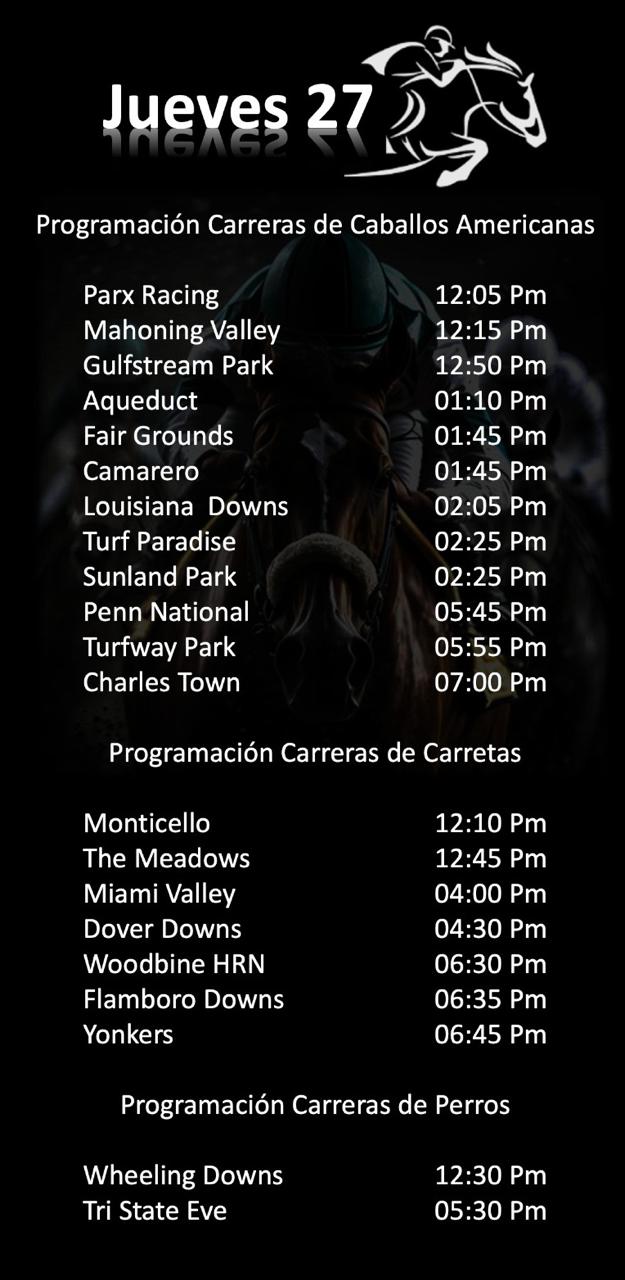 Jueves 27
Programación Carreras de Caballos Americanas
Parx Racing 12:05 Pm
Mahoning Valley 12:15 Pm
Gulfstream Park 12:50 Pm
Aqueduct 01:10 Pm
Fair Grounds 01:45 Pm
Camarero 01:45 Pm
Louisiana  Downs 02:05 Pm
Turf Paradise 02:25 Pm
Sunland Park 02:25 Pm
Penn National 05:45 Pm
Turfway Park 05:55 Pm
Charles Town 07:00 Pm
Programación Carreras de Carretas
Monticello 12:10 Pm
The Meadows 12:45 Pm
Miami Valley 04:00 Pm
Dover Downs 04:30 Pm
Woodbine HRN 06:30 Pm
Flamboro Downs 06:35 Pm
Yonkers 06:45 Pm
Programación Carreras de Perros
Wheeling Downs 12:30 Pm
Tri State Eve 05:30 Pm